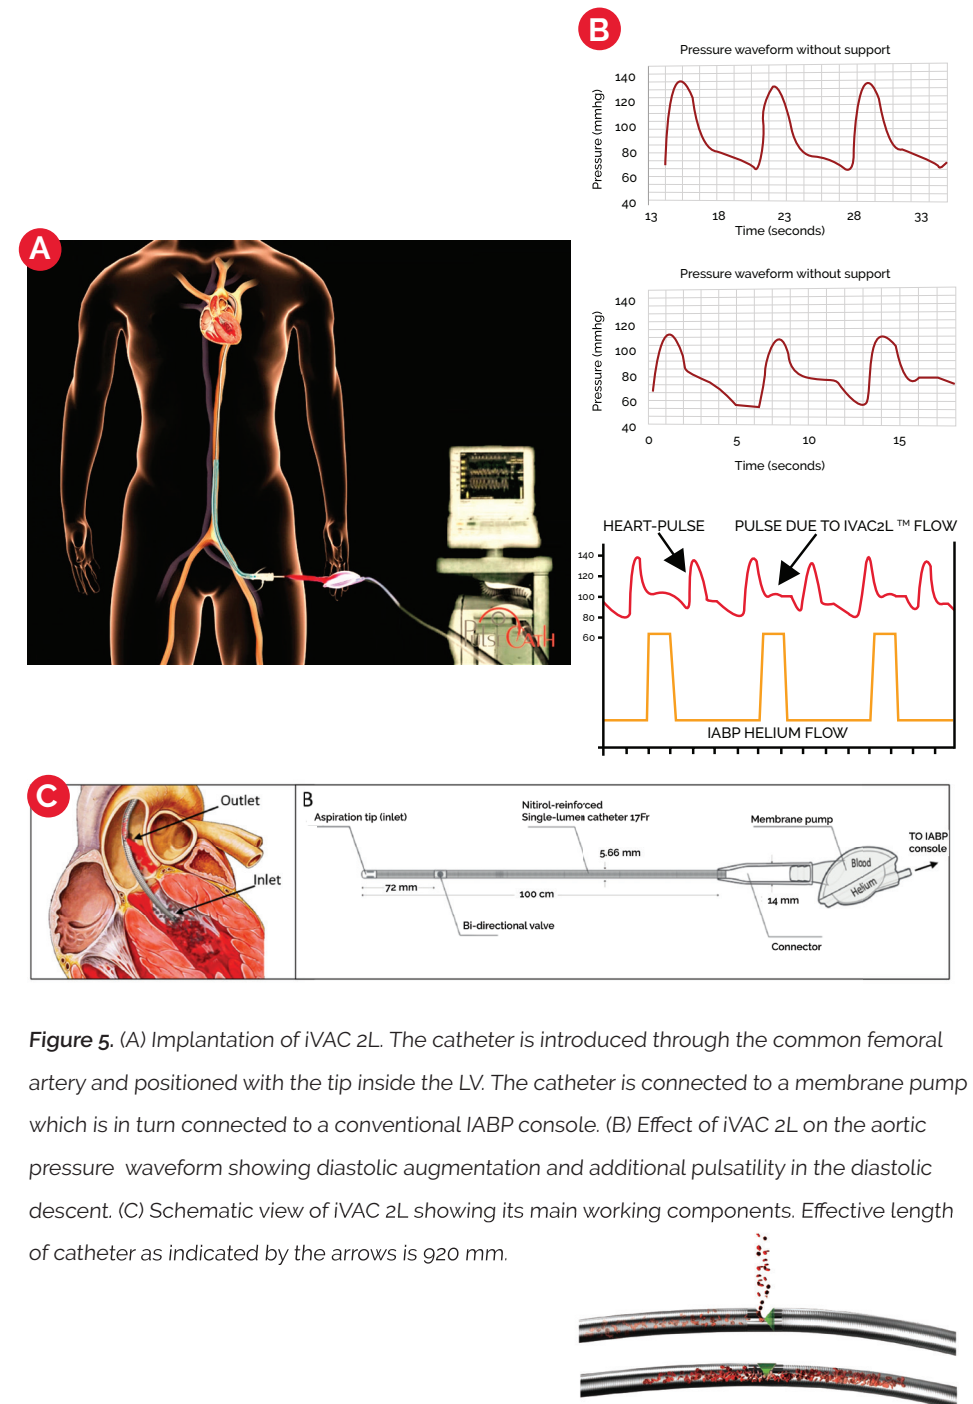 B
Pressure waveform without support
Pressure (mmhg)
140
120
100
80
60
40
13 18 23 28 33
Time (seconds)
A
Pressure waveform without support
Pressure (mmhg)
140
120
100
80
60
40
0 5 10 15
Time (seconds)
HEART-PULSE PULSE DUE TO IVAC2L ™ FLOW
140
120
100
80
60
IABP HELIUM FLOW
PULSE CATH
C
Outlet
Inlet
B
Aspiration tip (inlet)
Nitirol-reinforced
Single-lumen catheter 17Fr
Membrane pump
TO IABP
console
5.66 mm
Blood
Helium
72 mm
100 cm
14 mm
Bi-directional valve
Connector
Figure 5. (A) Implantation of iVAC 2L. The catheter is introduced through the common femoral
artery and positioned with the tip inside the LV. The catheter is connected to a membrane pump
which is in turn connected to a conventional IABP console. (B) Effect of iVAC 2L on the aortic
pressure waveform showing diastolic augmentation and additional pulsatility in the diastolic
descent. (C) Schematic view of iVAC 2L showing its main working components. Effective length
of catheter as indicated by the arrows is 920 mm.